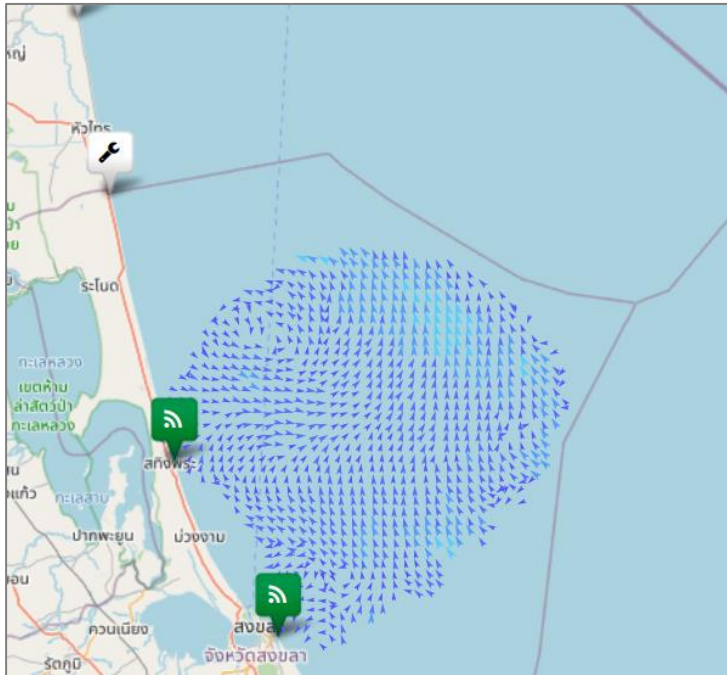 หญ่
หัวไทร
ระโนด
ทะเลหลวง
เขตห้าม
ล่าสัตว์ป่า
ทะเลหลวง
สทิงพระ
ทะเลสาบ
ปากพะยูน
ม่วงงาม
ควนเนียง
สงขลา
จังหวัดสงขลา
รัตภูมิ